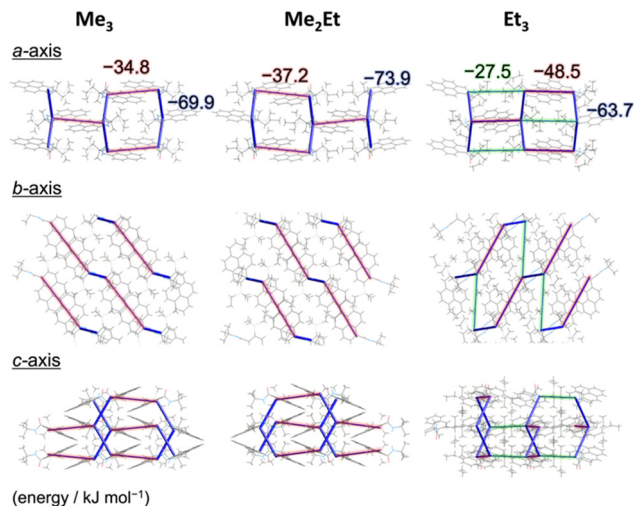 Me₃ Me₂Et Et₃
a-axis
−34.8 −37.2 −73.9 −27.5 −48.5
−69.9 −63.7
b-axis
c-axis
(energy / kJ mol⁻¹)